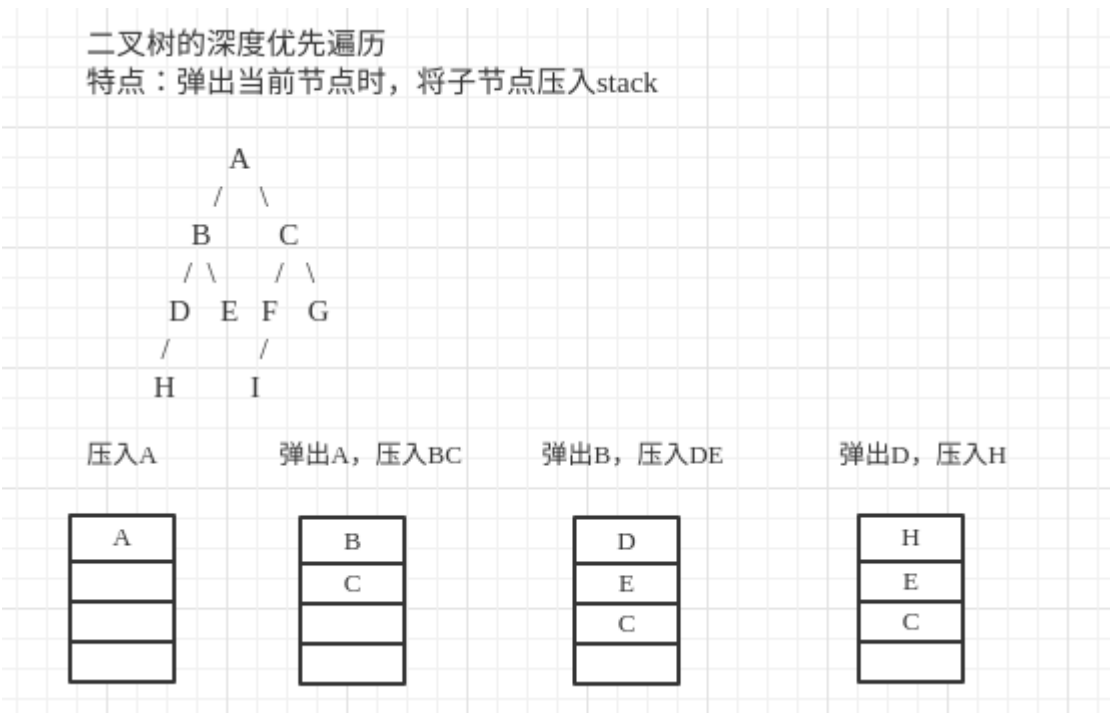 二叉树的深度优先遍历
特点：弹出当前节点时，将子节点压入stack
A
/ \
B C
/ \ / \
D E F G
/ /
H I
压入A 弹出A，压入BC 弹出B，压入DE 弹出D，压入H
A B D H
C E E
C C